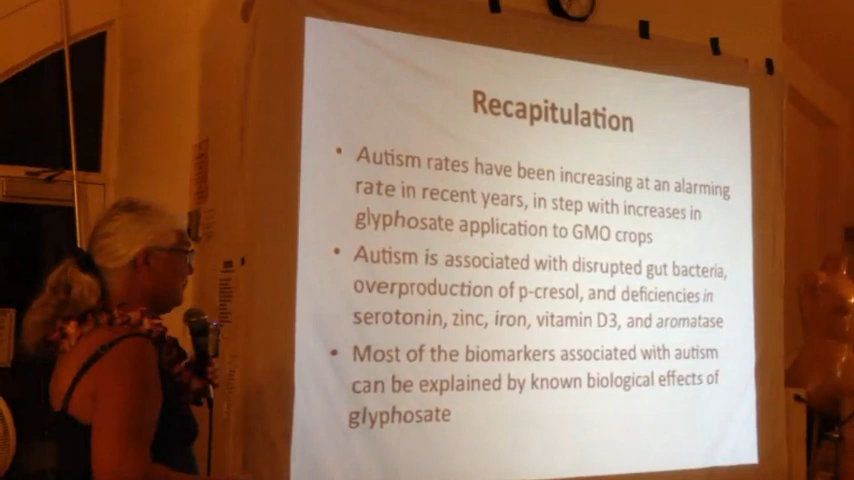 Recapitulation
• Autism rates have been increasing at an alarming
rate in recent years, in step with increases in
glyphosate application to GMO crops
• Autism is associated with disrupted gut bacteria,
overproduction of p-cresol, and deficiencies in
serotonin, zinc, iron, vitamin D3, and aromatase
• Most of the biomarkers associated with autism
can be explained by known biological effects of
glyphosate